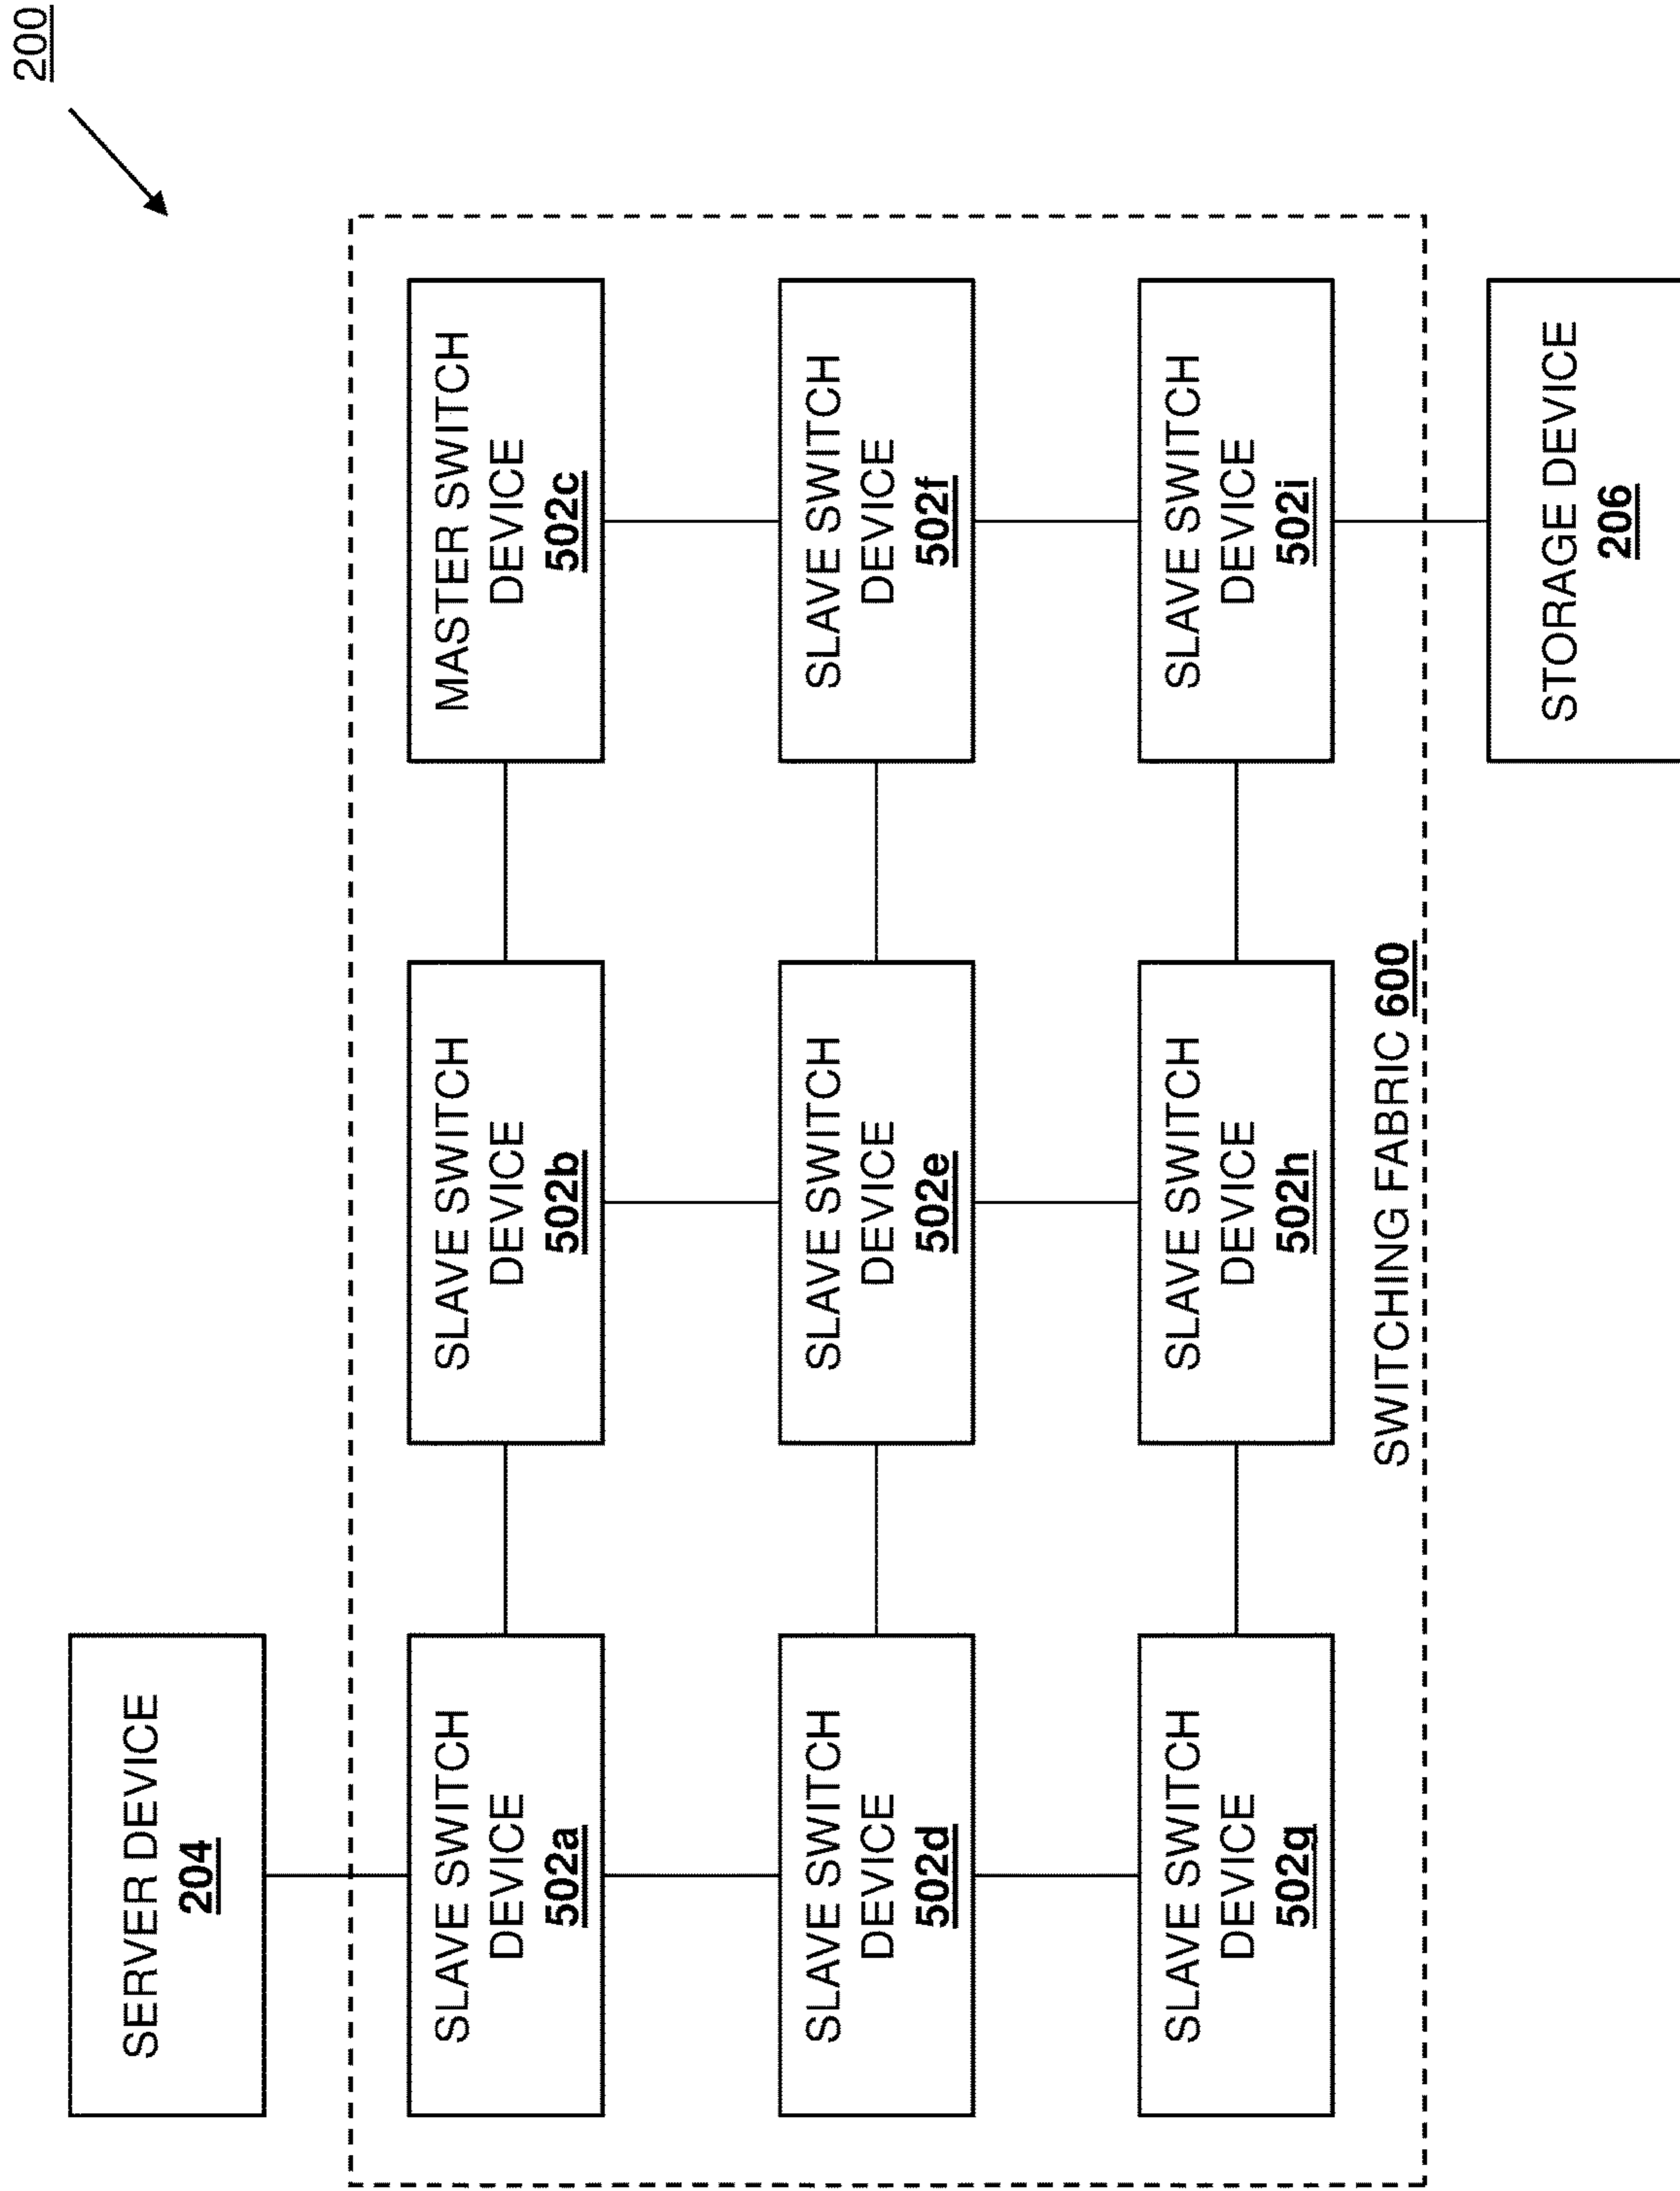 200
SERVER DEVICE
204
SLAVE SWITCH
DEVICE
502a
SLAVE SWITCH
DEVICE
502b
MASTER SWITCH
DEVICE
502c
SLAVE SWITCH
DEVICE
502d
SLAVE SWITCH
DEVICE
502e
SLAVE SWITCH
DEVICE
502f
SLAVE SWITCH
DEVICE
502g
SLAVE SWITCH
DEVICE
502h
SLAVE SWITCH
DEVICE
502i
SWITCHING FABRIC 600
STORAGE DEVICE
206